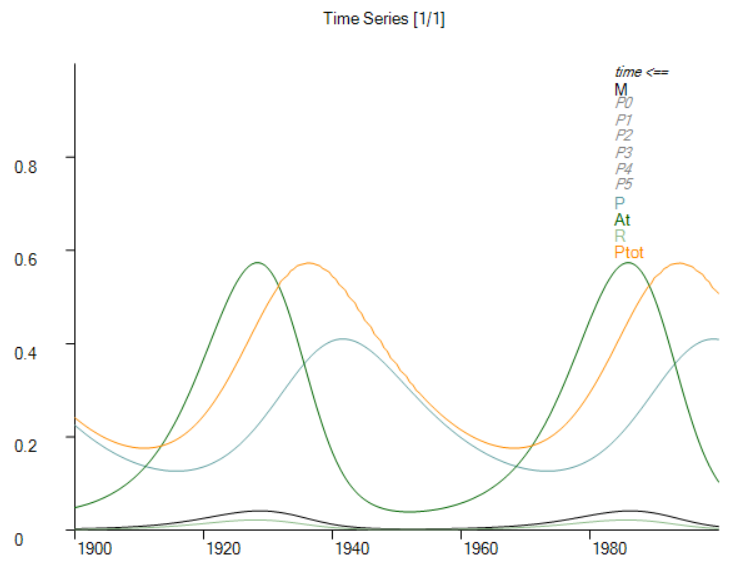 Time Series [1/1]
time <==
M
P0
P1
P2
P3
P4
P5
P
At
R
Ptot
0.8
0.6
0.4
0.2
0
1900 1920 1940 1960 1980